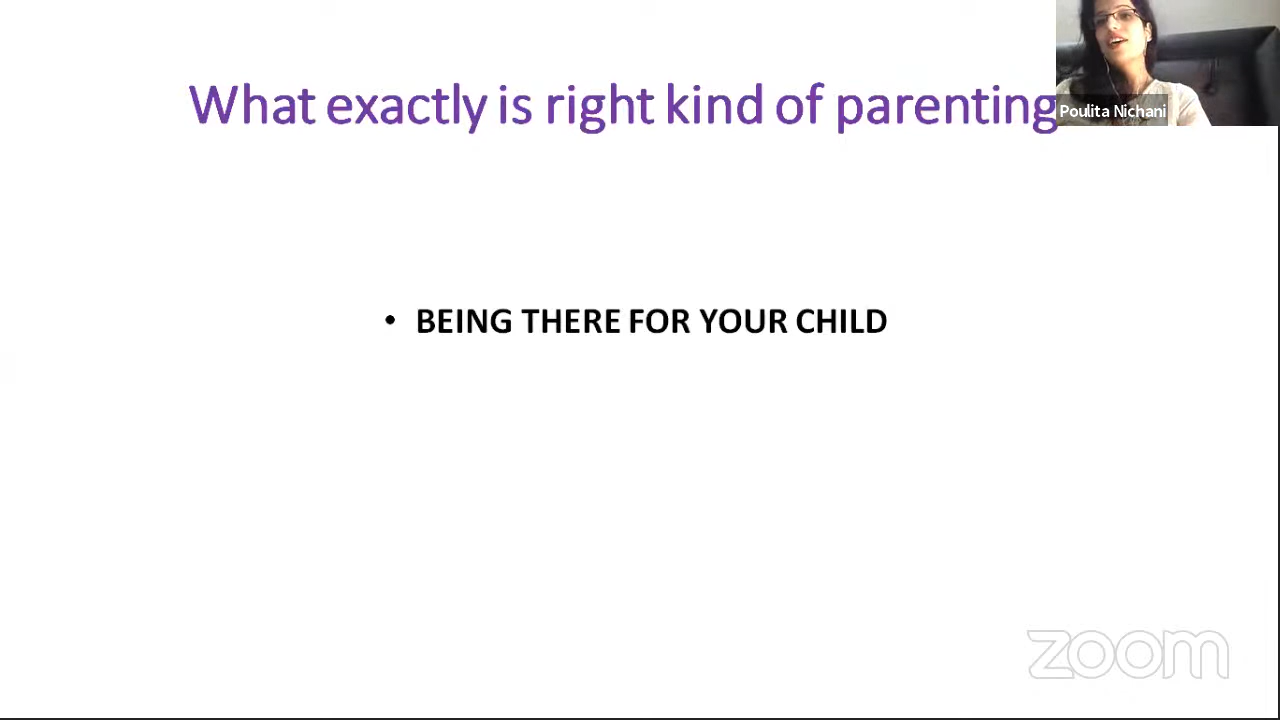 What exactly is right kind of parenting
Poulita Nichani
• BEING THERE FOR YOUR CHILD
zoom